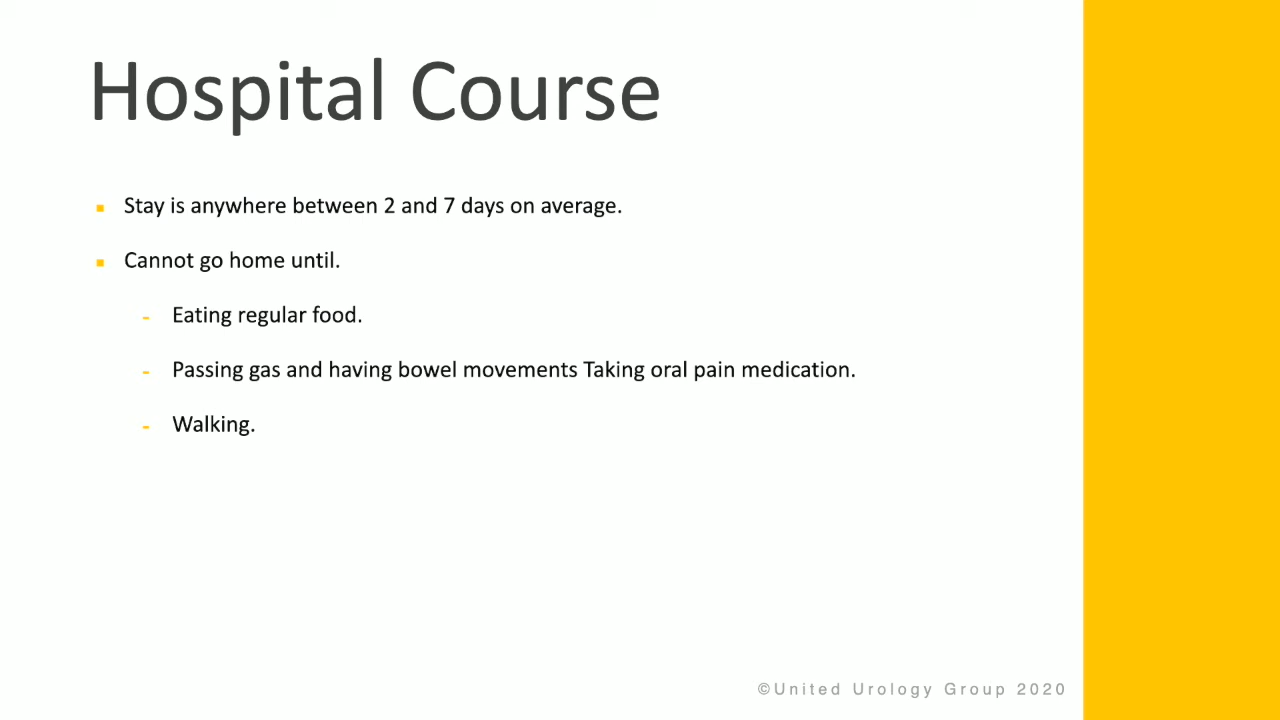 Hospital Course
Stay is anywhere between 2 and 7 days on average.
Cannot go home until.
- Eating regular food.
- Passing gas and having bowel movements Taking oral pain medication.
- Walking.
©United Urology Group 2020